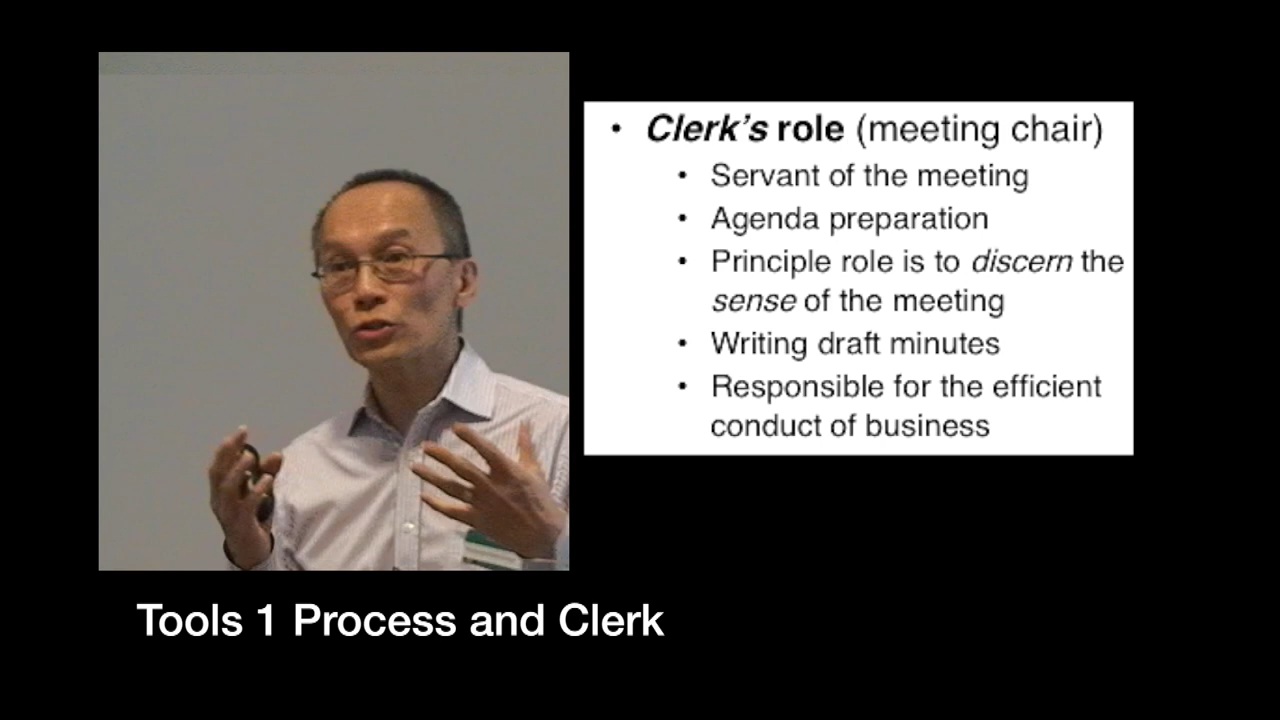 • Clerk's role (meeting chair)
• Servant of the meeting
• Agenda preparation
• Principle role is to discern the
sense of the meeting
• Writing draft minutes
• Responsible for the efficient
conduct of business
Tools 1 Process and Clerk